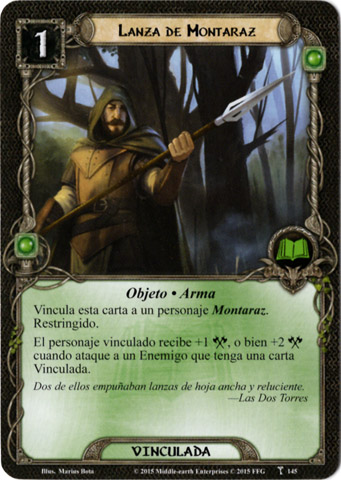 1
LANZA DE MONTARAZ
Objeto • Arma
Vincula esta carta a un personaje Montaraz.
Restringido.
El personaje vinculado recibe +1 , o bien +2
cuando ataque a un Enemigo que tenga una carta
Vinculada.
Dos de ellos empuñaban lanzas de hoja ancha y reluciente.
—Las Dos Torres
VINCULADA
Illus. Marius Bota © 2015 Middle-earth Enterprises © 2015 FFG 145